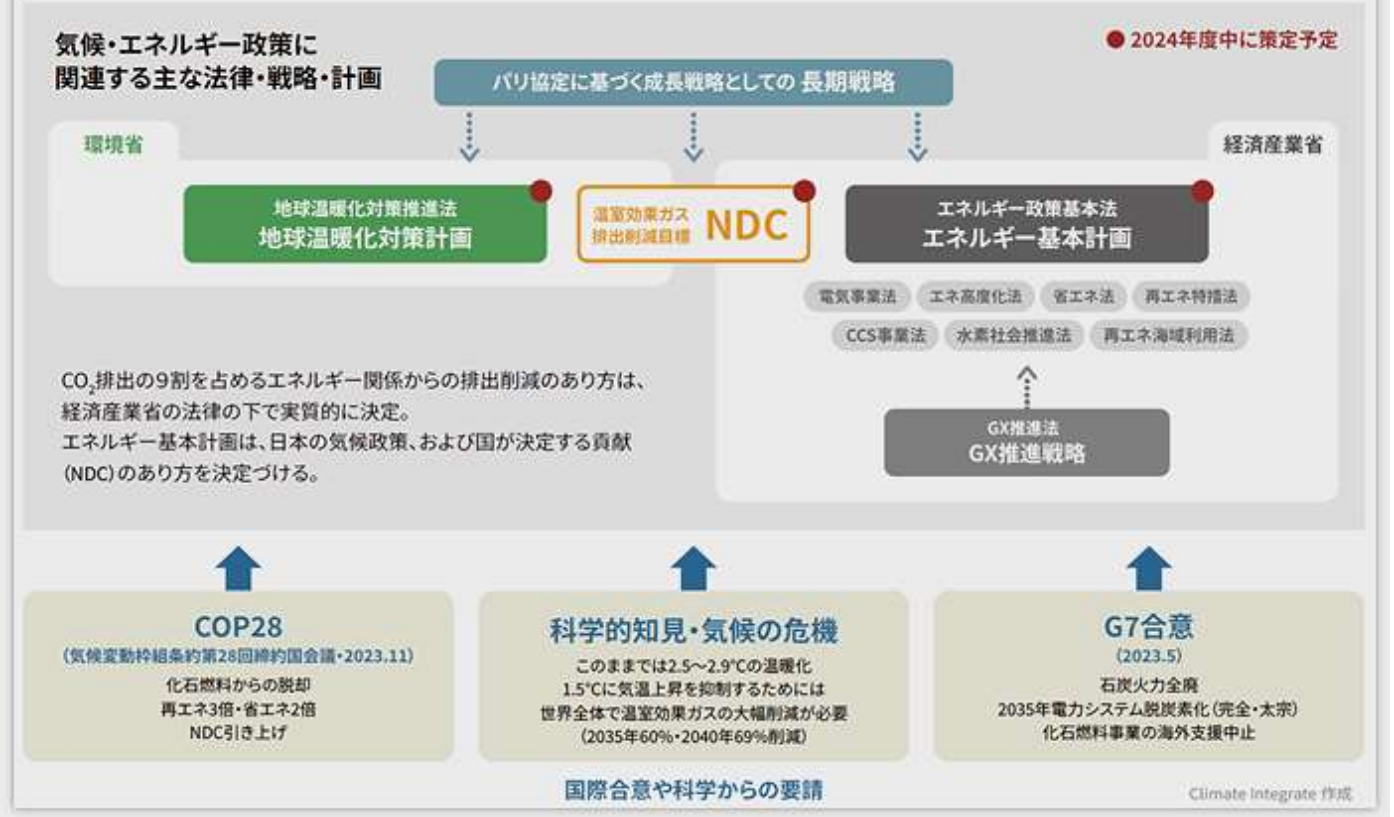 気候・エネルギー政策に
関連する主な法律・戦略・計画
● 2024年度中に策定予定
パリ協定に基づく成長戦略としての 長期戦略
環境省
経済産業省
地球温暖化対策推進法
地球温暖化対策計画
温室効果ガス
排出削減目標
NDC
エネルギー政策基本法
エネルギー基本計画
電気事業法 エネ高度化法 省エネ法 再エネ特措法
CCS事業法 水素社会推進法 再エネ海域利用法
GX推進法
GX推進戦略
CO₂排出の9割を占めるエネルギー関係からの排出削減のあり方は、
経済産業省の法律の下で実質的に決定。
エネルギー基本計画は、日本の気候政策、および国が決定する貢献
(NDC)のあり方を決定づける。
COP28
(気候変動枠組条約第28回締約国会議・2023.11)
化石燃料からの脱却
再エネ3倍・省エネ2倍
NDC引き上げ
科学的知見・気候の危機
このままでは2.5〜2.9℃の温暖化
1.5℃に気温上昇を抑制するためには
世界全体で温室効果ガスの大幅削減が必要
(2035年60%・2040年69%削減)
G7合意
(2023.5)
石炭火力全廃
2035年電力システム脱炭素化(完全・太宗)
化石燃料事業の海外支援中止
国際合意や科学からの要請
Climate Integrate 作成